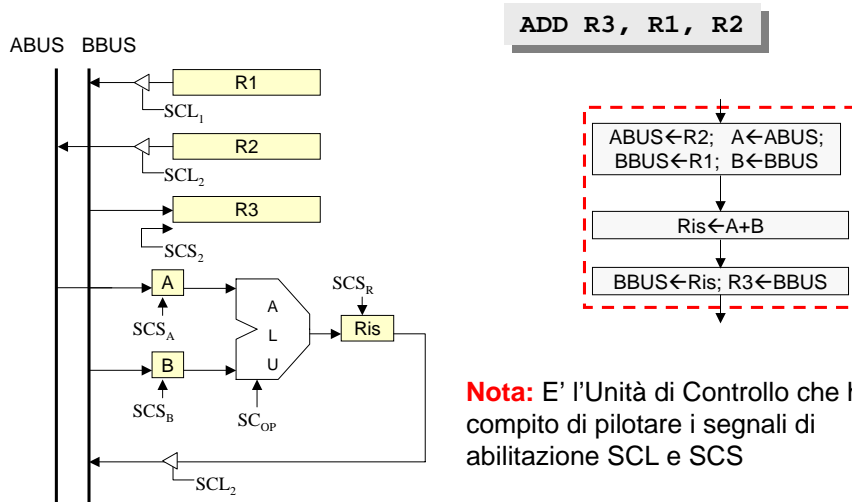 ADD R3, R1, R2
ABUS BBUS
R1
SCL1
R2
SCL2
R3
SCS2
A
SCSA
B
SCSB
A
L
U
SCOP
SCSR
Ris
SCL2
ABUS←R2; A←ABUS;
BBUS←R1; B←BBUS
Ris←A+B
BBUS←Ris; R3←BBUS
Nota: E' l'Unità di Controllo che
compito di pilotare i segnali di
abilitazione SCL e SCS